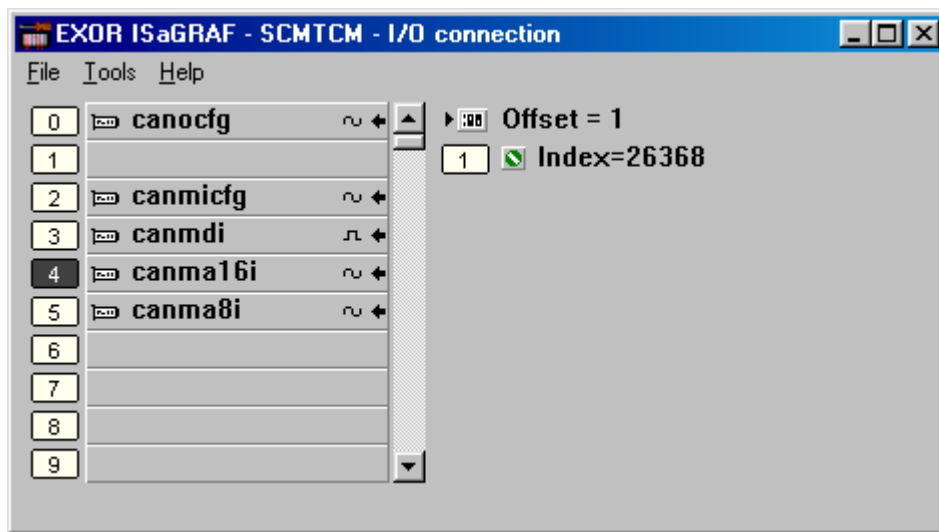 EXOR ISaGRAF - SCMTCM - I/O connection
File Tools Help
0 canocfg
1
2 canmicfg
3 canmdi
4 canma16i
5 canma8i
6
7
8
9
Offset = 1
1 Index=26368